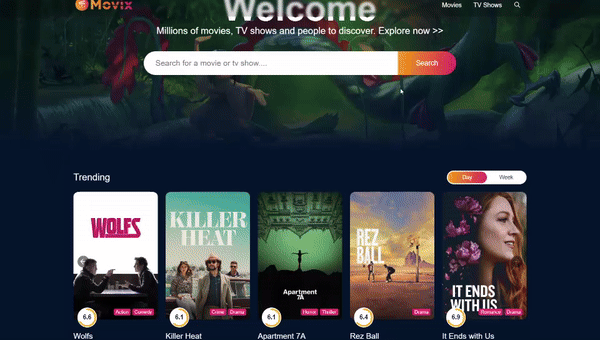 Movix
Movies TV Shows
Welcome
Millions of movies, TV shows and people to discover. Explore now >>
Search for a movie or tv show....
Search
Trending
Day Week
WOLFS
KILLER HEAT
Apartment 7A
REZ BALL
IT ENDS WITH US
6.6 Action Comedy
6.1 Crime Drama
6.1 Horror Thriller
6.4 Drama
6.9 Romance Drama
Wolfs
Killer Heat
Apartment 7A
Rez Ball
It Ends with Us